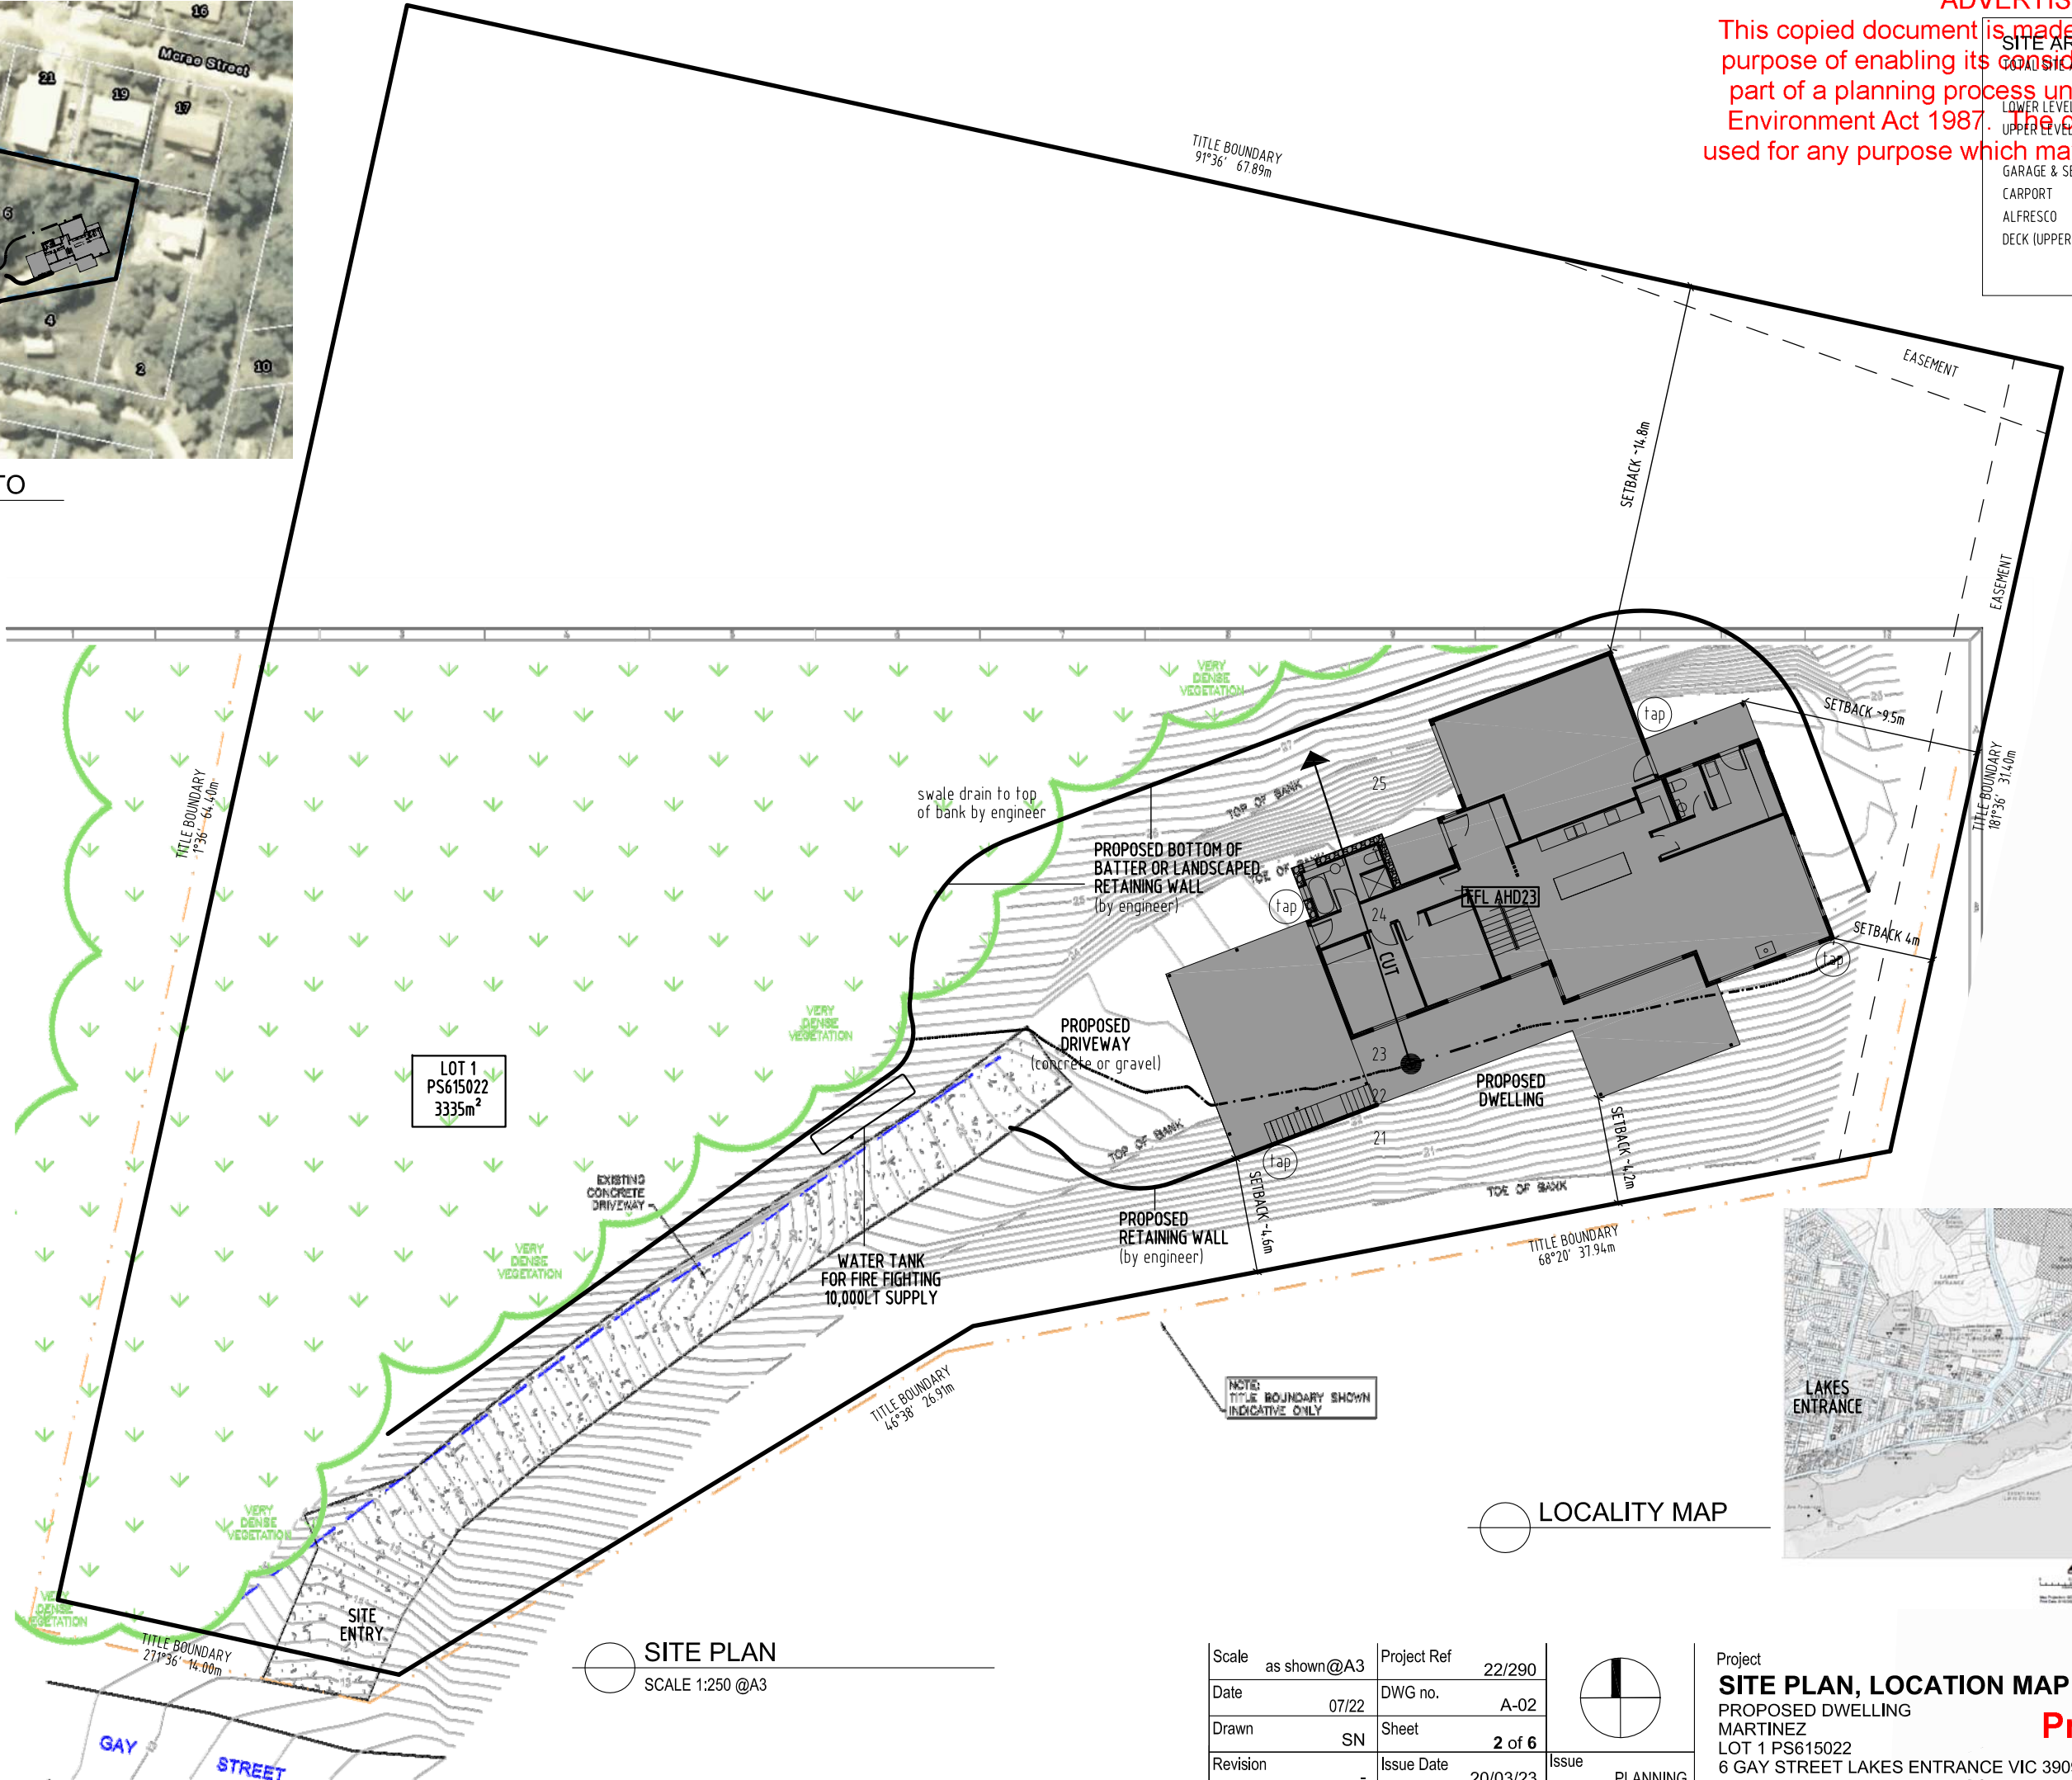 16
Mcrae Street
21
19
17
6
4
2
10
TO
This copied document is made
purpose of enabling its consid
part of a planning process un
Environment Act 1987. The c
used for any purpose which ma
SITE AR
TOTAL SITE
LOWER LEVEL
UPPER LEVEL
GARAGE & SE
CARPORT
ALFRESCO
DECK (UPPER
TITLE BOUNDARY
91°36' 67.89m
EASEMENT
SETBACK ~14.8m
EASEMENT
VERY
DENSE
VEGETATION
tap
SETBACK ~9.5m
TITLE BOUNDARY
181°36' 31.40m
TITLE BOUNDARY
1°36' 64.40m
swale drain to top
of bank by engineer
TOP OF BANK
25
PROPOSED BOTTOM OF
BATTER OR LANDSCAPED
RETAINING WALL
(by engineer)
TOE OF BANK
tap
24
FFL AHD23
CUT
SETBACK 4m
tap
VERY
DENSE
VEGETATION
PROPOSED
DRIVEWAY
(concrete or gravel)
23
22
21
PROPOSED
DWELLING
LOT 1
PS615022
3335m²
TOP OF BANK
tap
SETBACK ~4.6m
SETBACK ~4.2m
TOE OF BANK
EXISTING
CONCRETE
DRIVEWAY
PROPOSED
RETAINING WALL
(by engineer)
VERY
DENSE
VEGETATION
WATER TANK
FOR FIRE FIGHTING
10,000LT SUPPLY
TITLE BOUNDARY
68°20' 37.94m
TITLE BOUNDARY
46°38' 26.91m
NOTE:
TITLE BOUNDARY SHOWN
INDICATIVE ONLY
LAKES
ENTRANCE
LOCALITY MAP
VERY
DENSE
VEGETATION
VERY
DENSE
VEGETATION
SITE
ENTRY
TITLE BOUNDARY
271°36' 14.00m
SITE PLAN
SCALE 1:250 @A3
GAY STREET
Scale as shown@A3
Project Ref 22/290
Date 07/22
DWG no. A-02
Drawn SN
Sheet 2 of 6
Revision -
Issue Date 20/03/23
Issue PLANNING
Project
SITE PLAN, LOCATION MAP
PROPOSED DWELLING
MARTINEZ
LOT 1 PS615022
6 GAY STREET LAKES ENTRANCE VIC 390